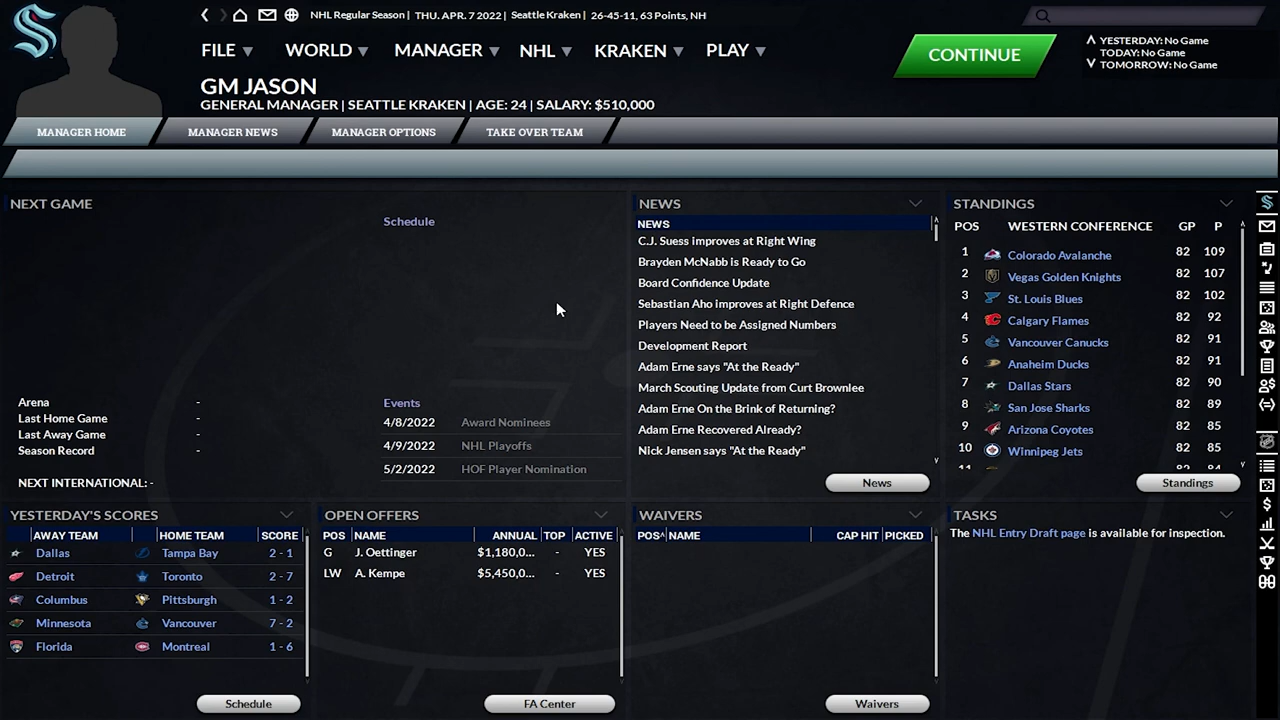 NHL Regular Season | THU. APR. 7 2022 | Seattle Kraken | 26-45-11, 63 Points, NH
FILE WORLD MANAGER NHL KRAKEN PLAY
CONTINUE
YESTERDAY: No Game
TODAY: No Game
TOMORROW: No Game
GM JASON
GENERAL MANAGER | SEATTLE KRAKEN | AGE: 24 | SALARY: $510,000
MANAGER HOME MANAGER NEWS MANAGER OPTIONS TAKE OVER TEAM
NEXT GAME
Schedule
Arena -
Last Home Game -
Last Away Game -
Season Record -
NEXT INTERNATIONAL: -
Events
4/8/2022 Award Nominees
4/9/2022 NHL Playoffs
5/2/2022 HOF Player Nomination
NEWS
NEWS
C.J. Suess improves at Right Wing
Brayden McNabb is Ready to Go
Board Confidence Update
Sebastian Aho improves at Right Defence
Players Need to be Assigned Numbers
Development Report
Adam Erne says "At the Ready"
March Scouting Update from Curt Brownlee
Adam Erne On the Brink of Returning?
Adam Erne Recovered Already?
Nick Jensen says "At the Ready"
News
STANDINGS
POS WESTERN CONFERENCE GP P
1 Colorado Avalanche 82 109
2 Vegas Golden Knights 82 107
3 St. Louis Blues 82 102
4 Calgary Flames 82 92
5 Vancouver Canucks 82 91
6 Anaheim Ducks 82 91
7 Dallas Stars 82 90
8 San Jose Sharks 82 89
9 Arizona Coyotes 82 85
10 Winnipeg Jets 82 85
Standings
YESTERDAY'S SCORES
AWAY TEAM HOME TEAM SCORE
Dallas Tampa Bay 2 - 1
Detroit Toronto 2 - 7
Columbus Pittsburgh 1 - 2
Minnesota Vancouver 7 - 2
Florida Montreal 1 - 6
Schedule
OPEN OFFERS
POS NAME ANNUAL TOP ACTIVE
G J. Oettinger $1,180,0... - YES
LW A. Kempe $5,450,0... - YES
FA Center
WAIVERS
POS^ NAME CAP HIT PICKED
Waivers
TASKS
The NHL Entry Draft page is available for inspection.